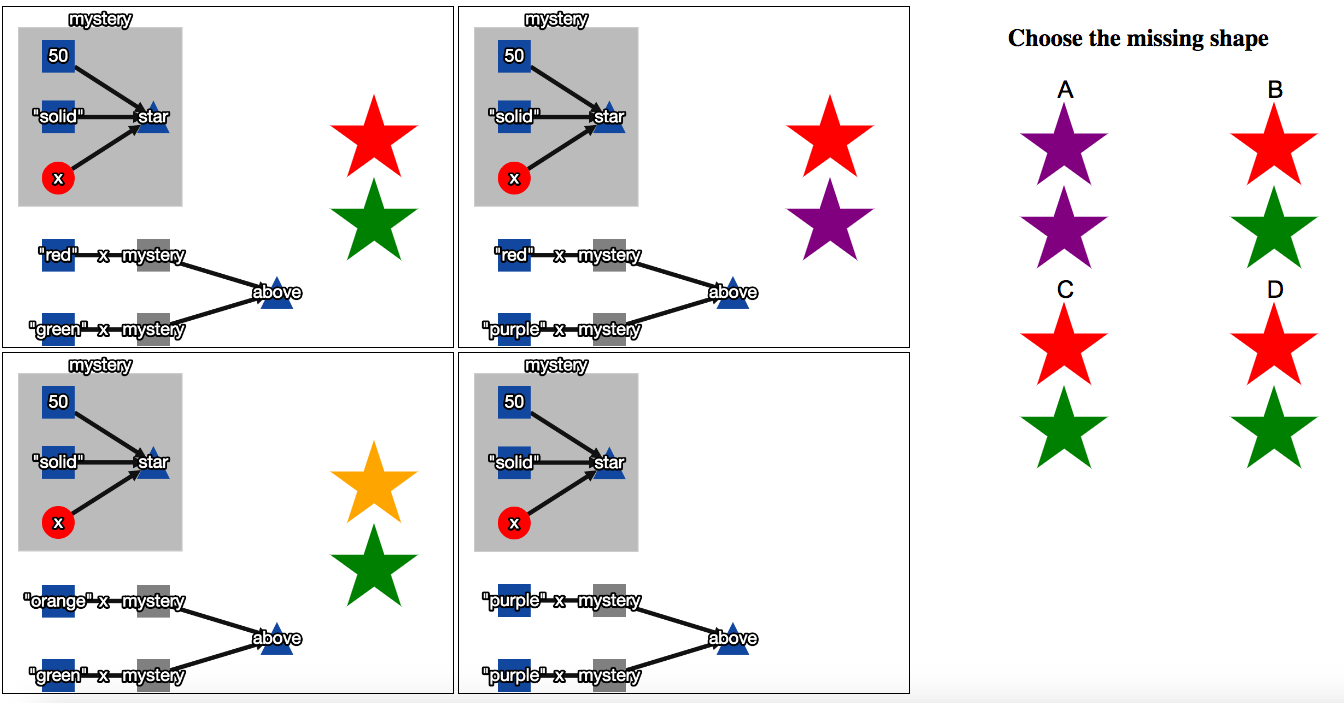 mystery
50
"solid"
star
x
"red" x mystery
above
"green" x mystery
mystery
50
"solid"
star
x
"red" x mystery
above
"purple" x mystery
mystery
50
"solid"
star
x
"orange" x mystery
above
"green" x mystery
mystery
50
"solid"
star
x
"purple" x mystery
above
"purple" x mystery
Choose the missing shape
A
B
C
D